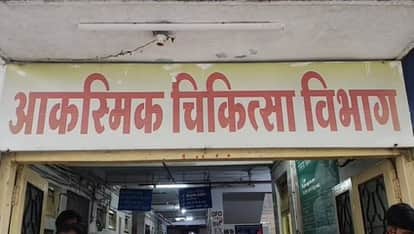 आकस्मिक चिकित्सा विभाग